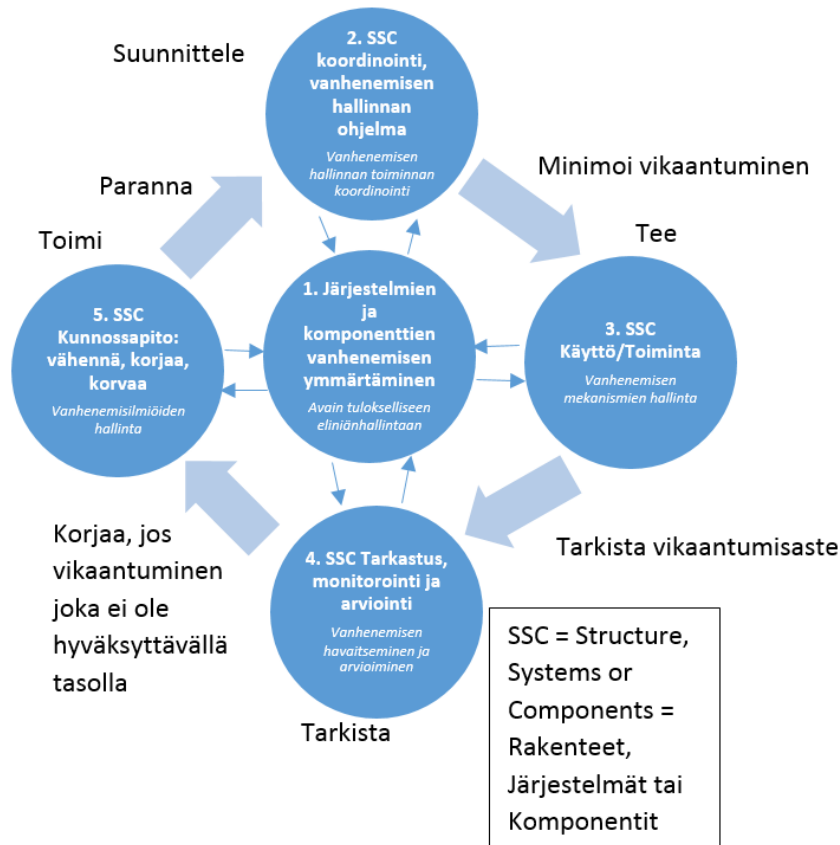 Suunnittele
2. SSC
koordinointi,
vanhenemisen
hallinnan
ohjelma
Vanhenemisen
hallinnan toiminnan
koordinointi
Minimoi vikaantuminen
Paranna
Toimi
Tee
1. Järjestelmien
ja
komponenttien
vanhenemisen
ymmärtäminen
Avain tulokselliseen
eliniänhallintaan
5. SSC
Kunnossapito:
vähennä, korjaa,
korvaa
Vanhenemisilmiöiden
hallinta
3. SSC
Käyttö/Toiminta
Vanhenemisen
mekanismien hallinta
Korjaa, jos
vikaantuminen
joka ei ole
hyväksyttävällä
tasolla
4. SSC Tarkastus,
monitorointi ja
arviointi
Vanhenemisen
havaitseminen ja
arvioiminen
Tarkista vikaantumisaste
Tarkista
SSC = Structure,
Systems or
Components =
Rakenteet,
Järjestelmät tai
Komponentit